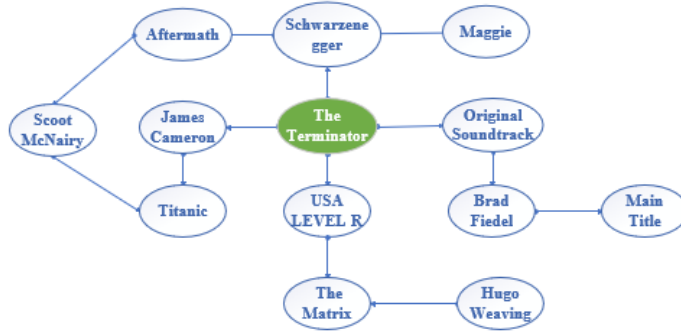 Aftermath
Schwarzene
gger
Maggie
Scoot
McNairy
James
Cameron
The
Terminator
Original
Soundtrack
Titanic
USA
LEVEL R
Brad
Fiedel
Main
Title
The
Matrix
Hugo
Weaving